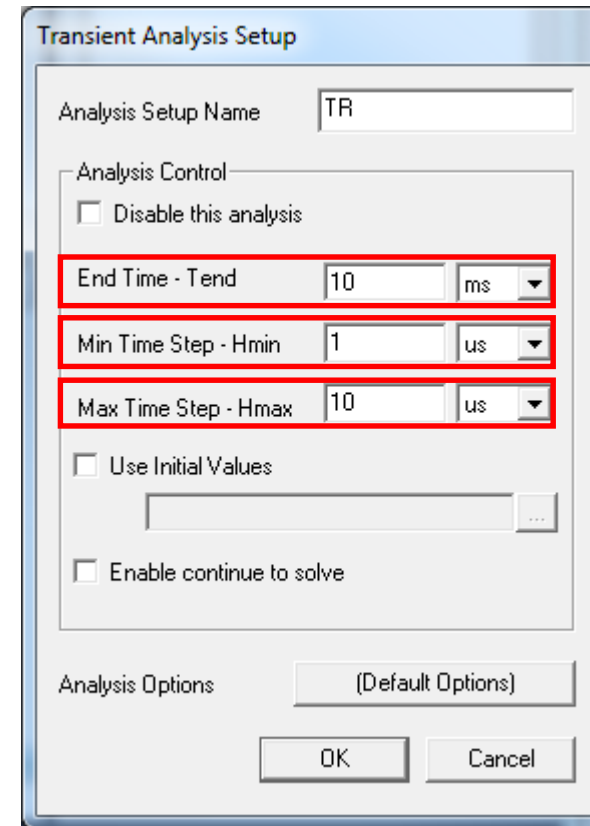 Transient Analysis Setup
Analysis Setup Name TR
Analysis Control
Disable this analysis
End Time - Tend 10 ms
Min Time Step - Hmin 1 us
Max Time Step - Hmax 10 us
Use Initial Values
...
Enable continue to solve
Analysis Options (Default Options)
OK Cancel